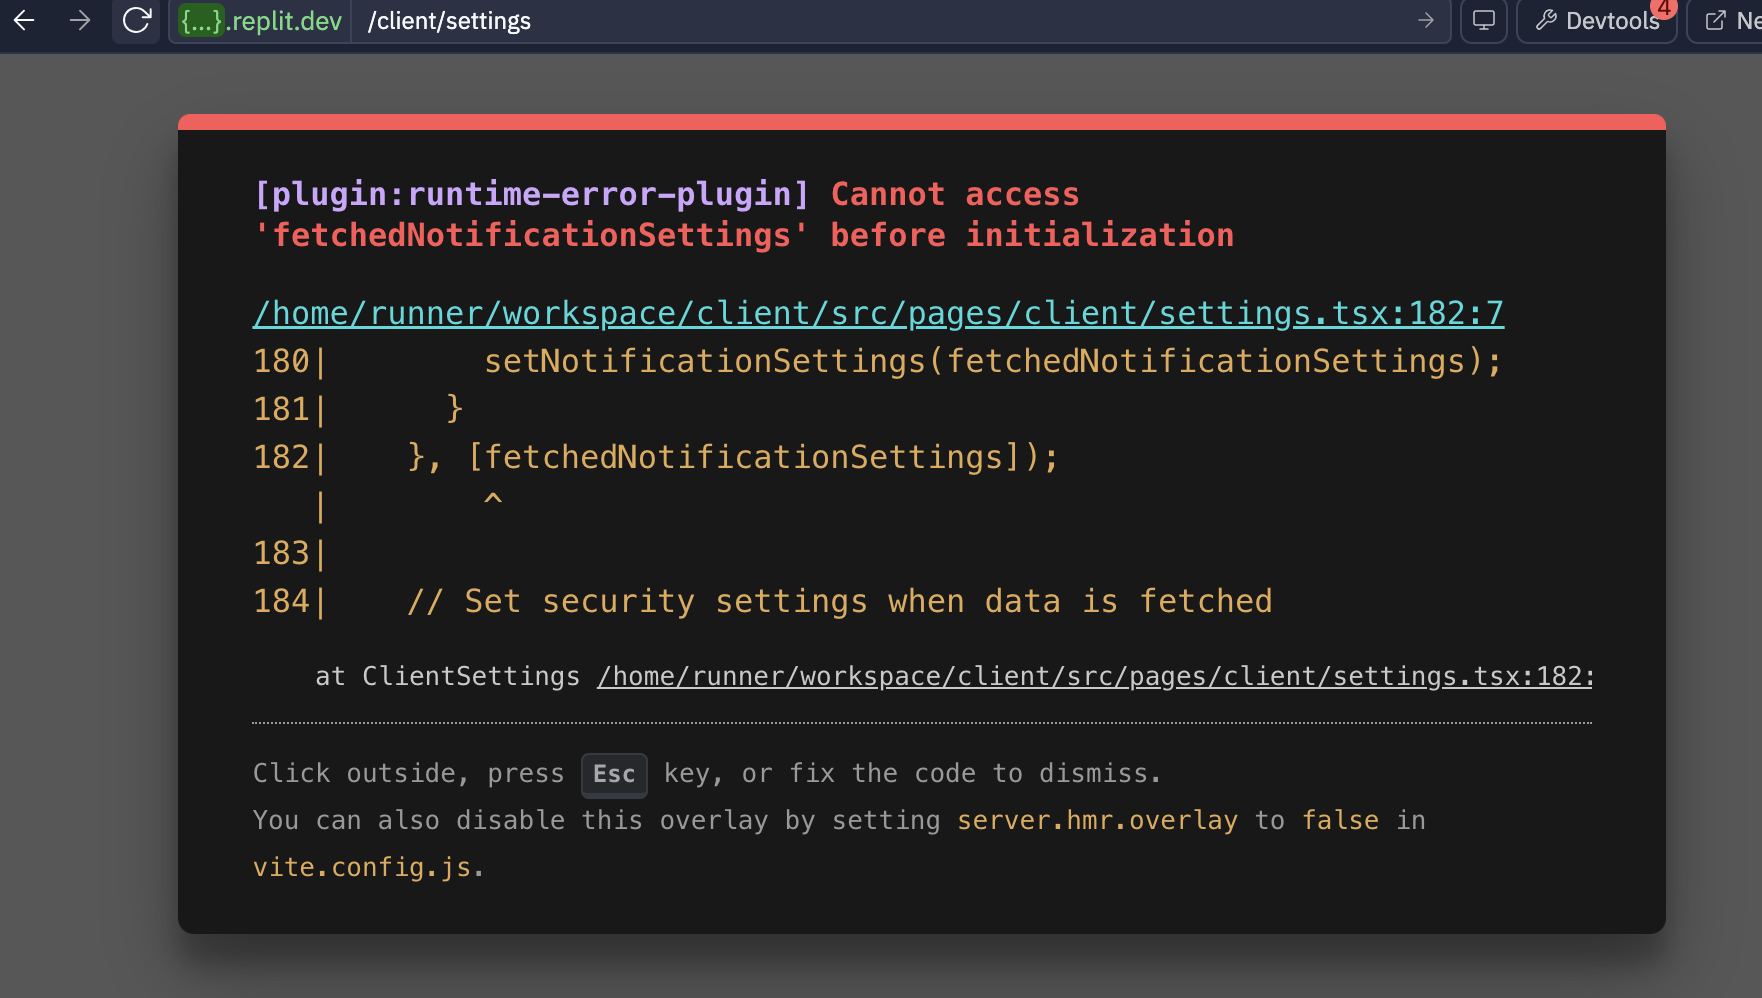 {...}.replit.dev /client/settings Devtools 4
[plugin:runtime-error-plugin] Cannot access
'fetchedNotificationSettings' before initialization
/home/runner/workspace/client/src/pages/client/settings.tsx:182:7
180|        setNotificationSettings(fetchedNotificationSettings);
181|      }
182|    }, [fetchedNotificationSettings]);
   |        ^
183|
184|    // Set security settings when data is fetched
at ClientSettings /home/runner/workspace/client/src/pages/client/settings.tsx:182:
Click outside, press Esc key, or fix the code to dismiss.
You can also disable this overlay by setting server.hmr.overlay to false in
vite.config.js.